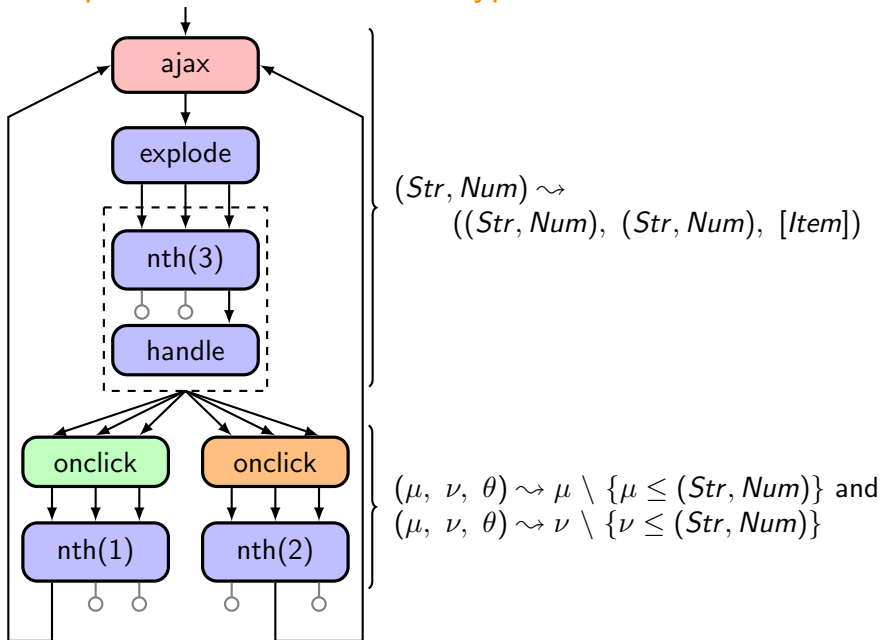 ajax
explode
(Str, Num) ⤳
((Str, Num), (Str, Num), [Item])
nth(3)
handle
onclick
onclick
(μ, ν, θ) ⤳ μ \ {μ ≤ (Str, Num)} and
(μ, ν, θ) ⤳ ν \ {ν ≤ (Str, Num)}
nth(1)
nth(2)